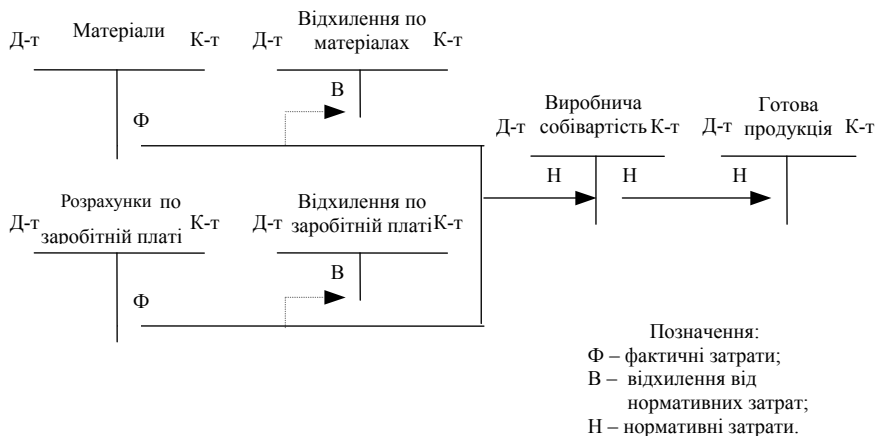 Д-т Матеріали К-т
Д-т Відхилення по матеріалах К-т
Ф
В
Д-т Виробнича собівартість К-т
Д-т Готова продукція К-т
Н
Н
Н
Д-т Розрахунки по заробітній платі К-т
Д-т Відхилення по заробітній платі К-т
Ф
В
Позначення:
Ф – фактичні затрати;
В – відхилення від
нормативних затрат;
Н – нормативні затрати.